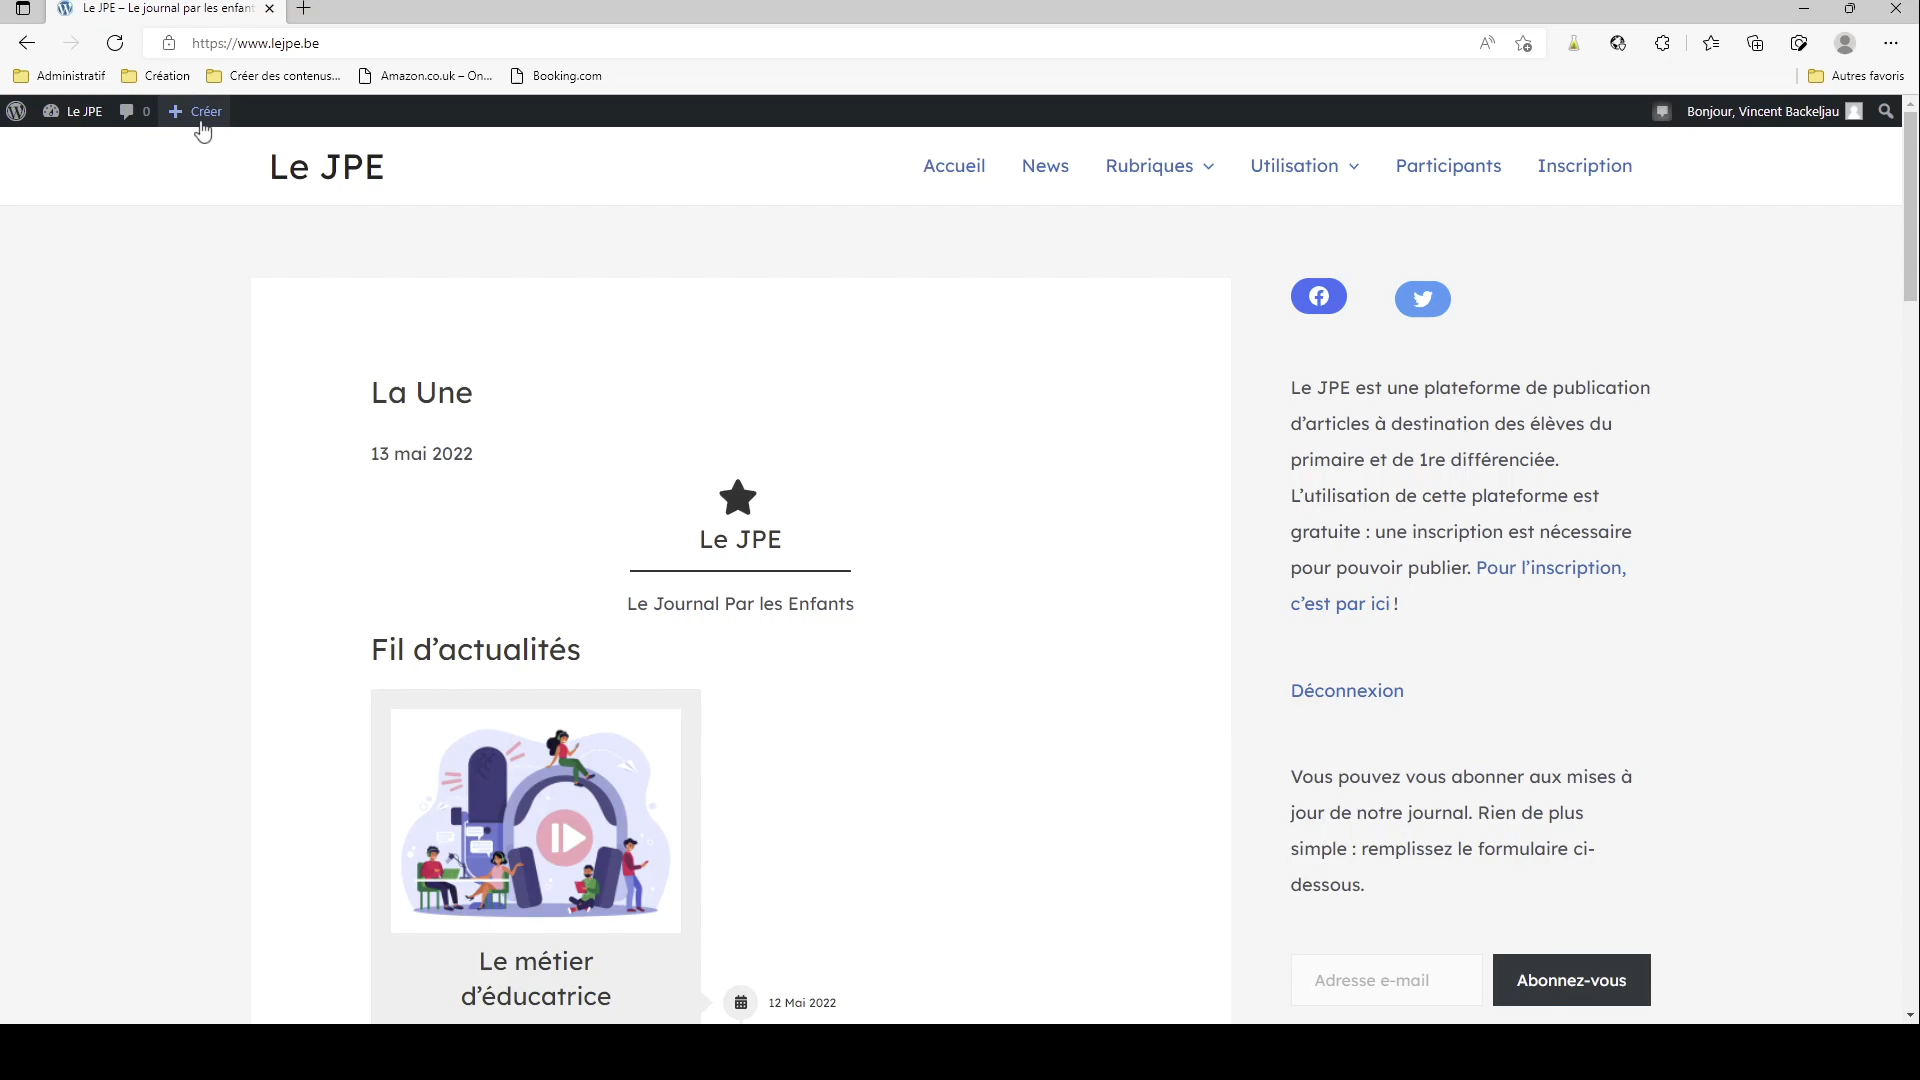 Le JPE – Le journal par les enfant
https://www.lejpe.be
Administratif Création Créer des contenus... Amazon.co.uk – On... Booking.com Autres favoris
Le JPE 0 Créer Bonjour, Vincent Backeljau
Le JPE Accueil News Rubriques Utilisation Participants Inscription
La Une
13 mai 2022
Le JPE
Le Journal Par les Enfants
Fil d’actualités
Le métier
d’éducatrice
12 Mai 2022
Le JPE est une plateforme de publication
d’articles à destination des élèves du
primaire et de 1re différenciée.
L’utilisation de cette plateforme est
gratuite : une inscription est nécessaire
pour pouvoir publier. Pour l’inscription,
c’est par ici !
Déconnexion
Vous pouvez vous abonner aux mises à
jour de notre journal. Rien de plus
simple : remplissez le formulaire ci-
dessous.
Adresse e-mail Abonnez-vous